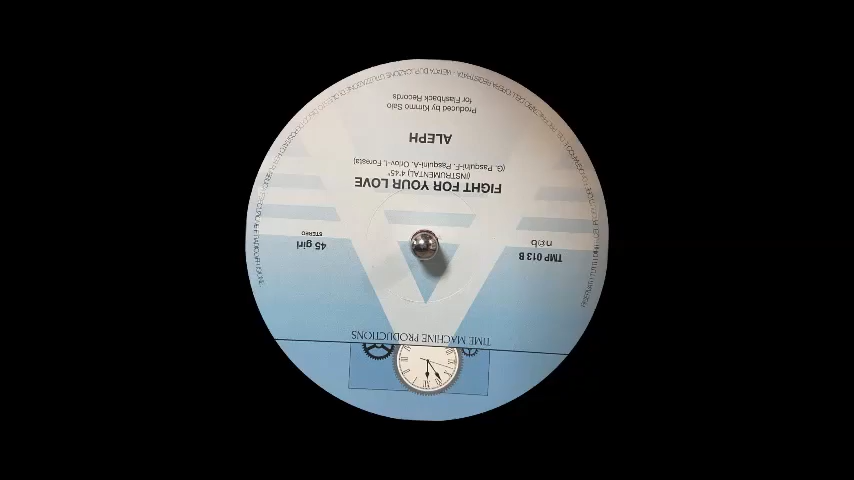 TIME MACHINE PRODUCTIONS
TMP 013 B
n@b
45 giri
STEREO
FIGHT FOR YOUR LOVE
(INSTRUMENTAL) 4'45"
(G. Pasquini-F. Pasquini-A. Orlov-I. Foresta)
ALEPH
Produced by Kimmo Salo
for Flashback Records